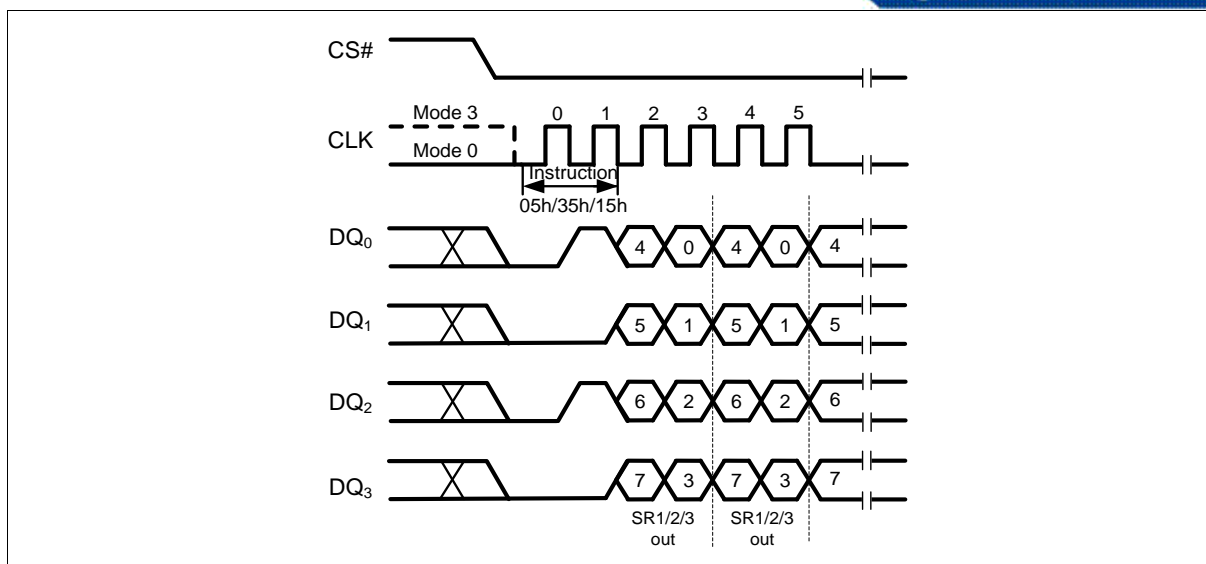 CS#
Mode 3 0 1 2 3 4 5
CLK
Mode 0
Instruction
05h/35h/15h
DQ₀ 4 0 4 0 4
DQ₁ 5 1 5 1 5
DQ₂ 6 2 6 2 6
DQ₃ 7 3 7 3 7
SR1/2/3 SR1/2/3
out out